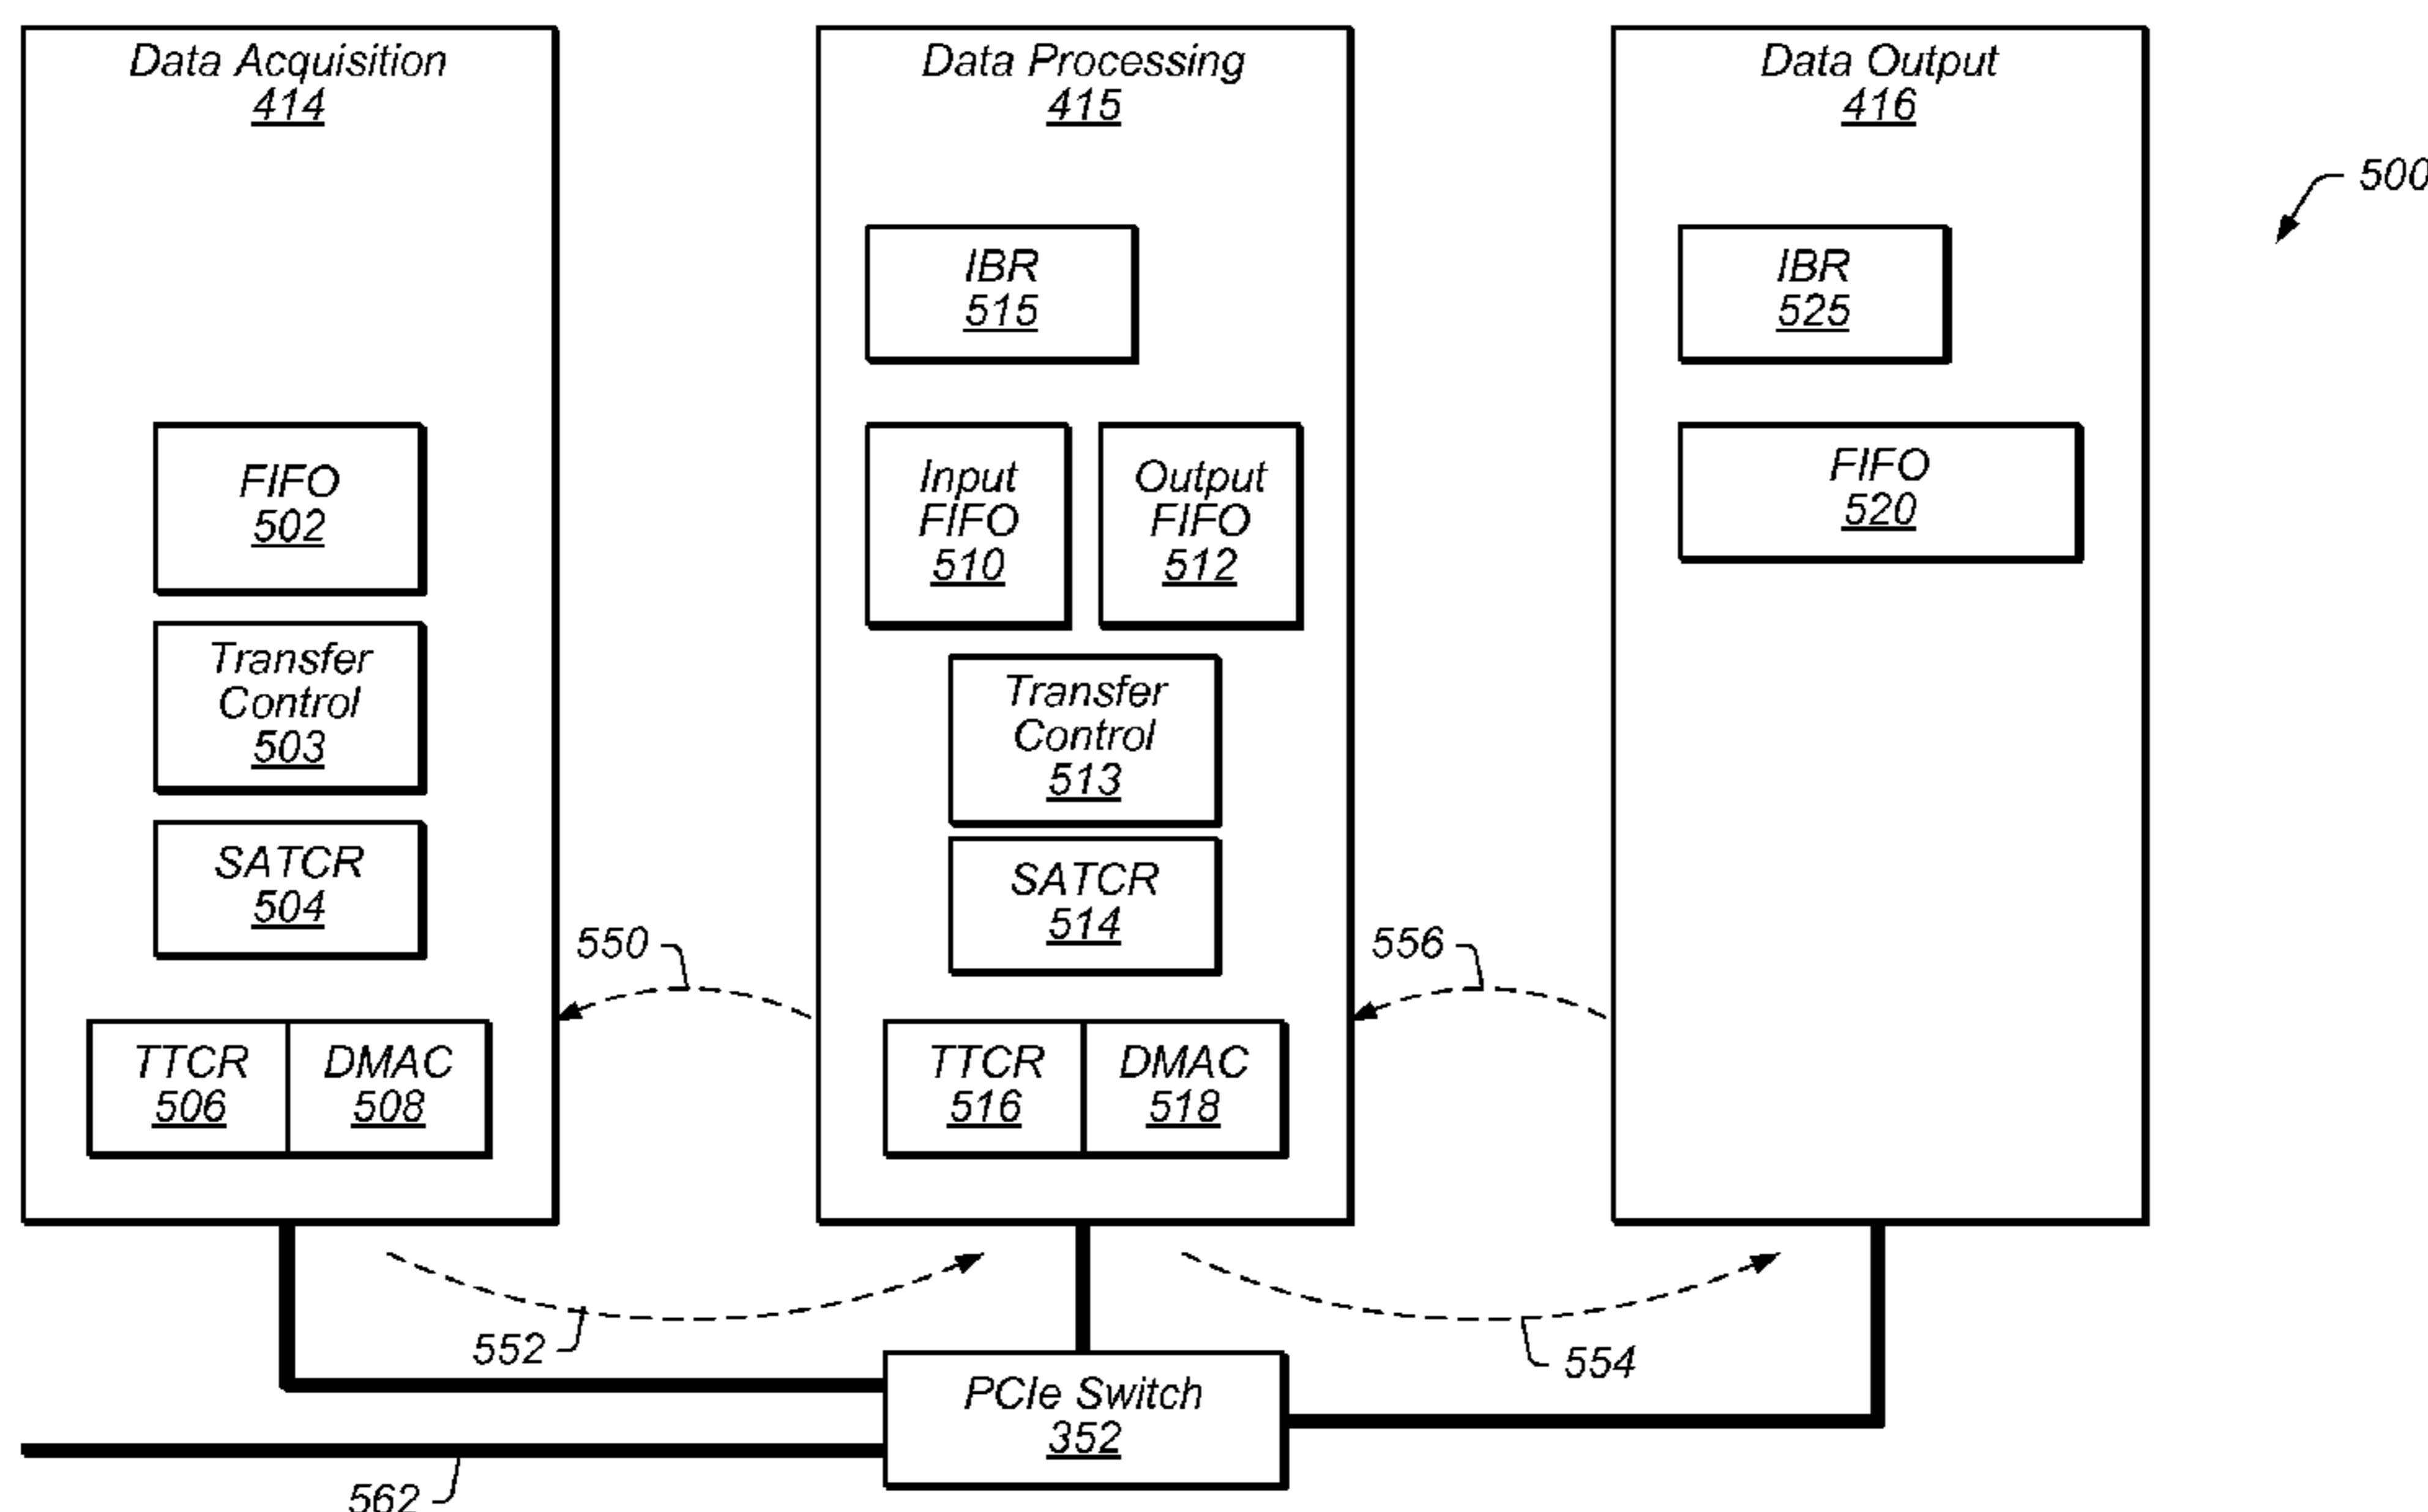 Data Acquisition
414
Data Processing
415
Data Output
416
500
IBR
515
IBR
525
FIFO
502
Input
FIFO
510
Output
FIFO
512
FIFO
520
Transfer
Control
503
Transfer
Control
513
SATCR
504
SATCR
514
550
556
TTCR
506
DMAC
508
TTCR
516
DMAC
518
552
554
PCIe Switch
352
562